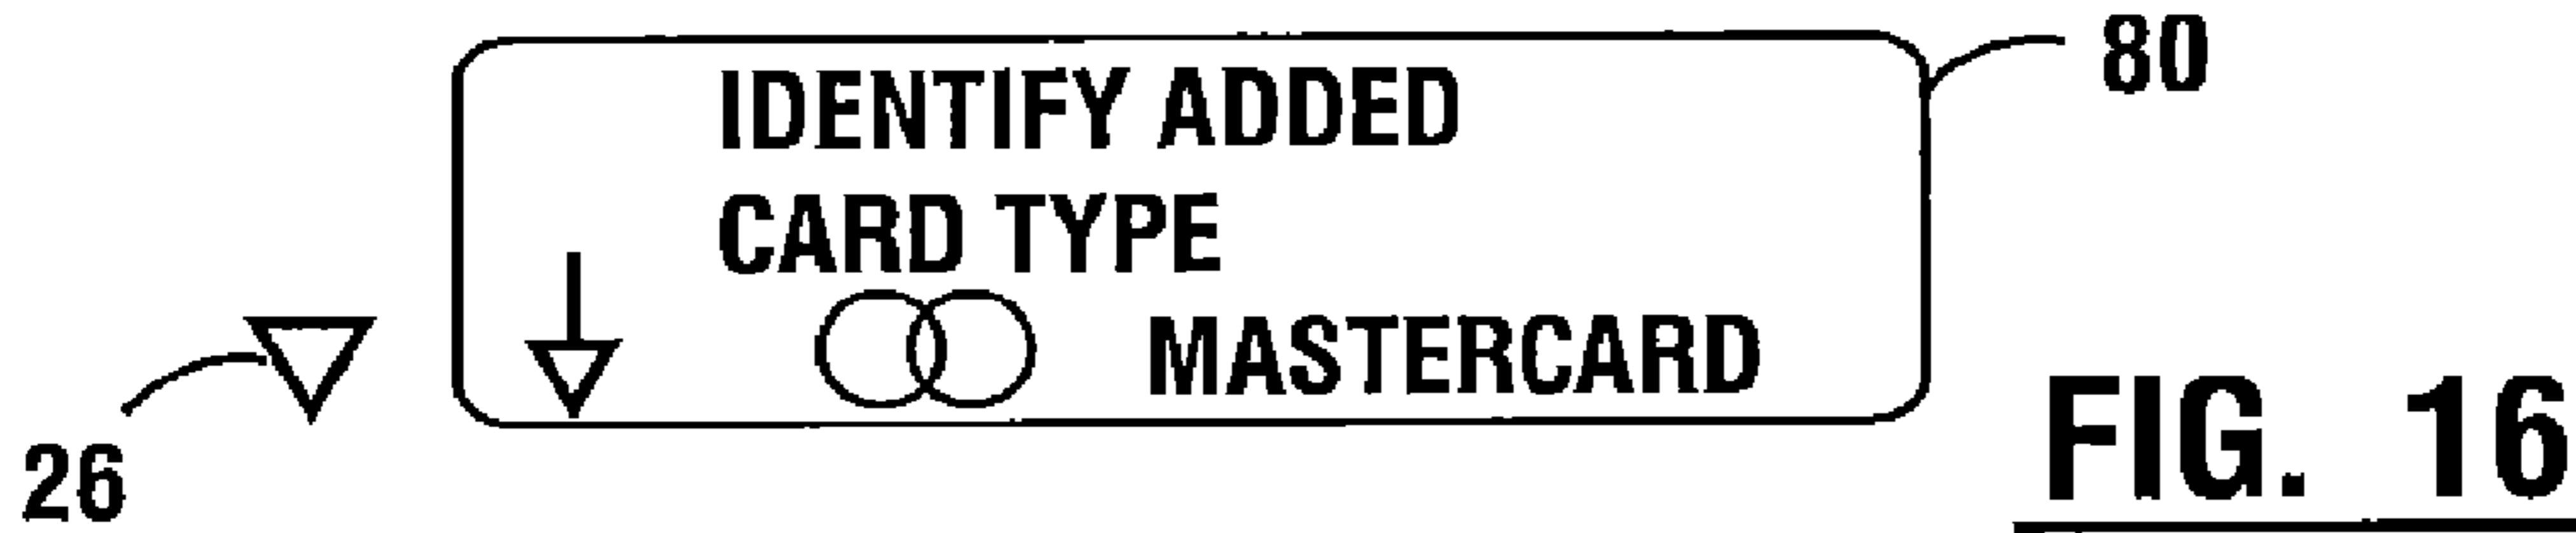 IDENTIFY ADDED
CARD TYPE
MASTERCARD
80
26
FIG. 16